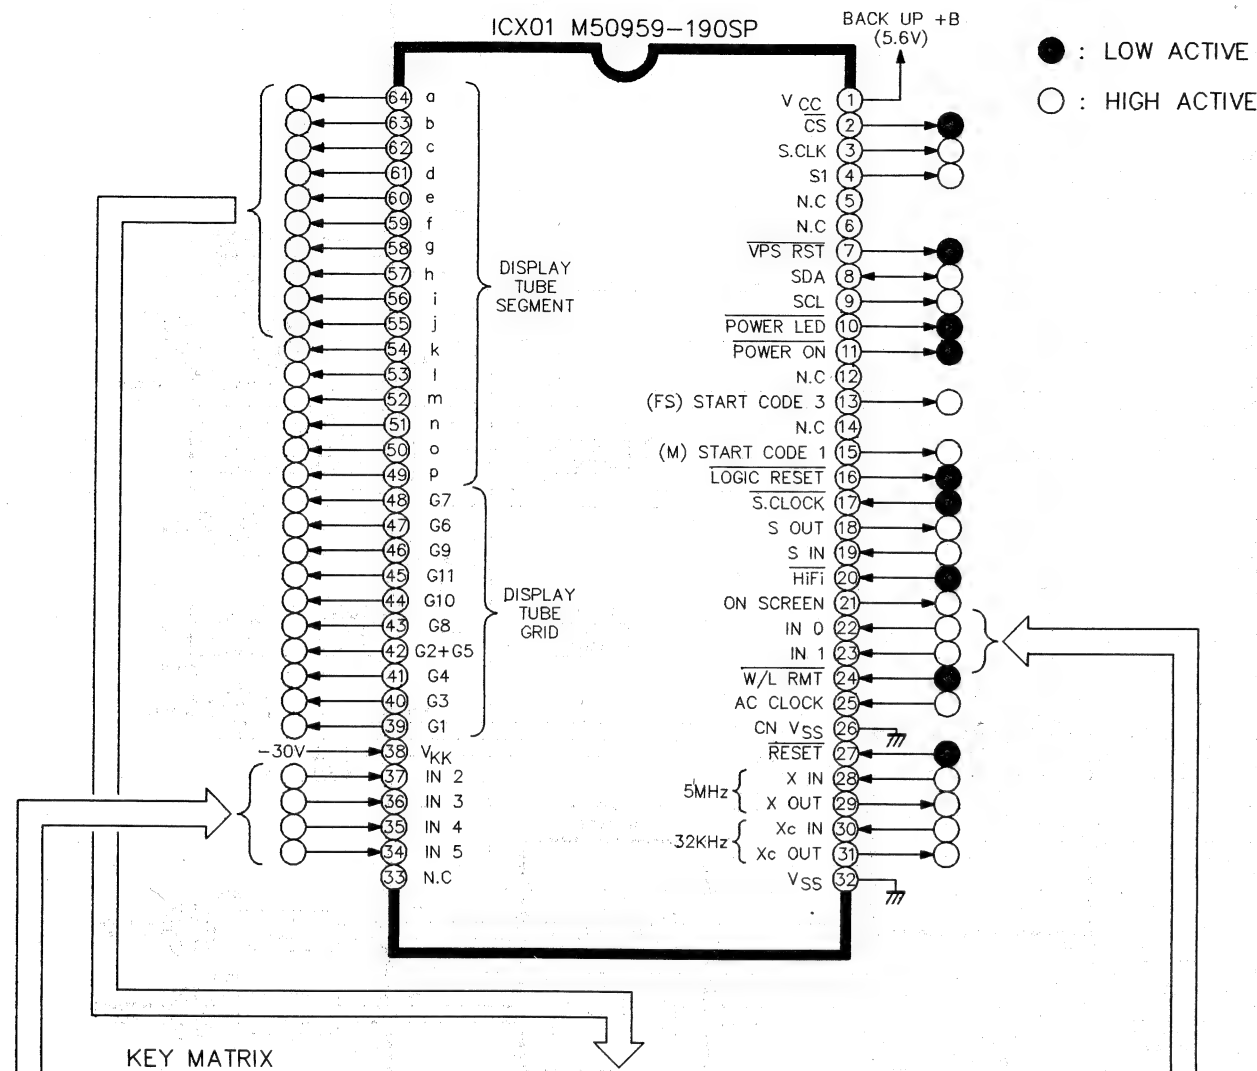 ICX01 M50959-190SP
BACK UP +B
(5.6V)
● : LOW ACTIVE
○ : HIGH ACTIVE
64 a
63 b
62 c
61 d
60 e
59 f
58 g
57 h
56 i
55 j
54 k
53 l
52 m
51 n
50 o
49 p
DISPLAY
TUBE
SEGMENT
48 G7
47 G6
46 G9
45 G11
44 G10
43 G8
42 G2+G5
41 G4
40 G3
39 G1
DISPLAY
TUBE
GRID
-30V 38 VKK
37 IN 2
36 IN 3
35 IN 4
34 IN 5
33 N.C
VCC 1
CS 2
S.CLK 3
S1 4
N.C 5
N.C 6
VPS RST 7
SDA 8
SCL 9
POWER LED 10
POWER ON 11
N.C 12
(FS) START CODE 3 13
N.C 14
(M) START CODE 1 15
LOGIC RESET 16
S.CLOCK 17
S OUT 18
S IN 19
HiFi 20
ON SCREEN 21
IN 0 22
IN 1 23
W/L RMT 24
AC CLOCK 25
CN VSS 26
RESET 27
5MHz
X IN 28
X OUT 29
32KHz
Xc IN 30
Xc OUT 31
VSS 32
KEY MATRIX